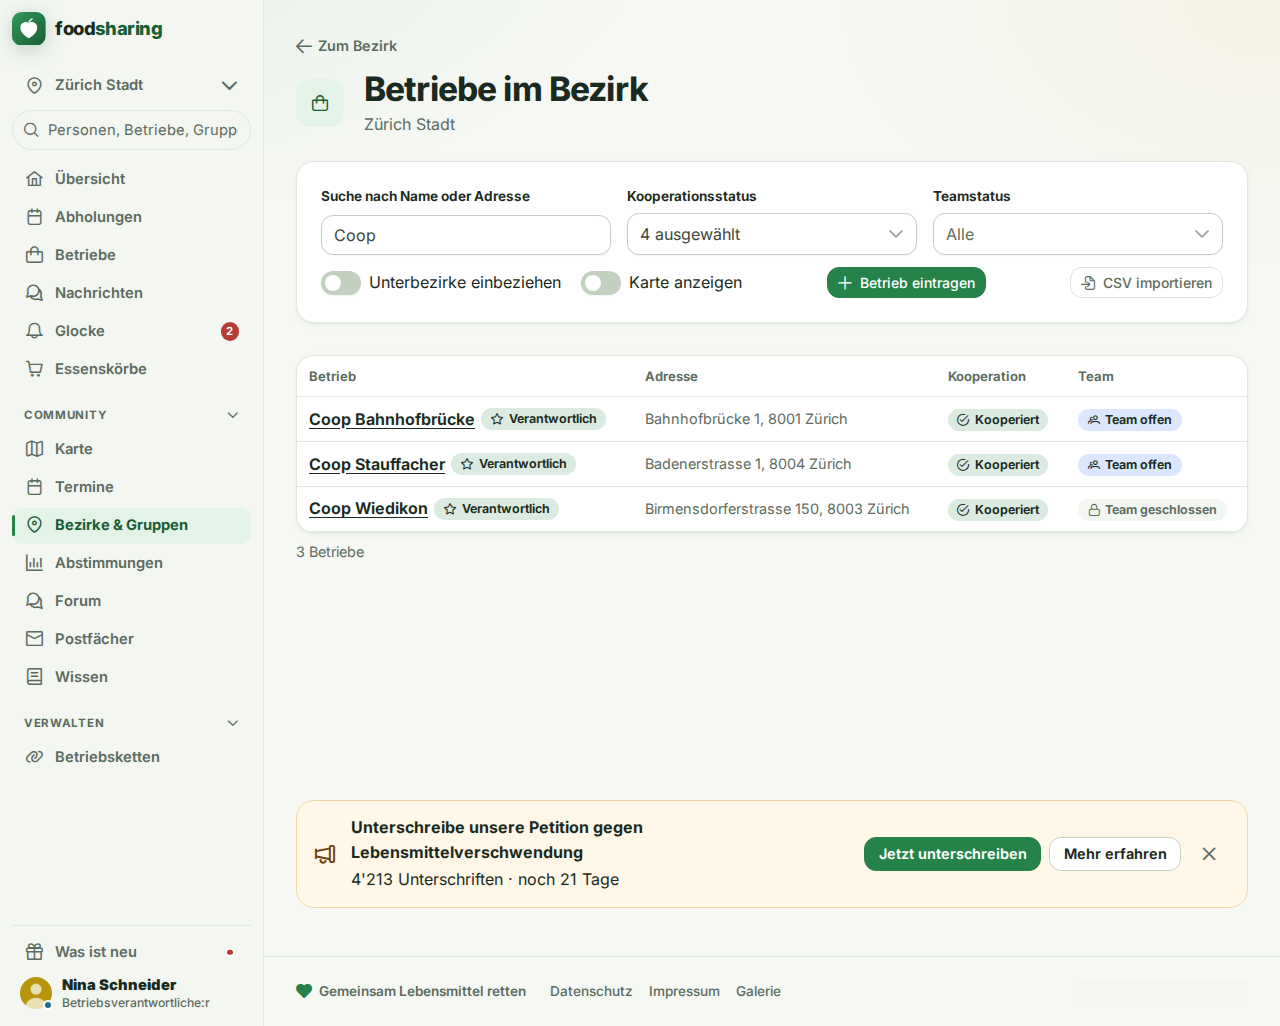 foodsharing
Zürich Stadt
Personen, Betriebe, Grupp
Übersicht
Abholungen
Betriebe
Nachrichten
Glocke 2
Essenskörbe
COMMUNITY
Karte
Termine
Bezirke & Gruppen
Abstimmungen
Forum
Postfächer
Wissen
VERWALTEN
Betriebsketten
Was ist neu
Nina Schneider
Betriebsverantwortliche:r
Zum Bezirk
Betriebe im Bezirk
Zürich Stadt
Suche nach Name oder Adresse Kooperationsstatus Teamstatus
Coop 4 ausgewählt Alle
Unterbezirke einbeziehen Karte anzeigen Betrieb eintragen CSV importieren
Betrieb Adresse Kooperation Team
Coop Bahnhofbrücke Verantwortlich Bahnhofbrücke 1, 8001 Zürich Kooperiert Team offen
Coop Stauffacher Verantwortlich Badenerstrasse 1, 8004 Zürich Kooperiert Team offen
Coop Wiedikon Verantwortlich Birmensdorferstrasse 150, 8003 Zürich Kooperiert Team geschlossen
3 Betriebe
Unterschreibe unsere Petition gegen
Lebensmittelverschwendung
4'213 Unterschriften · noch 21 Tage
Jetzt unterschreiben Mehr erfahren
Gemeinsam Lebensmittel retten Datenschutz Impressum Galerie